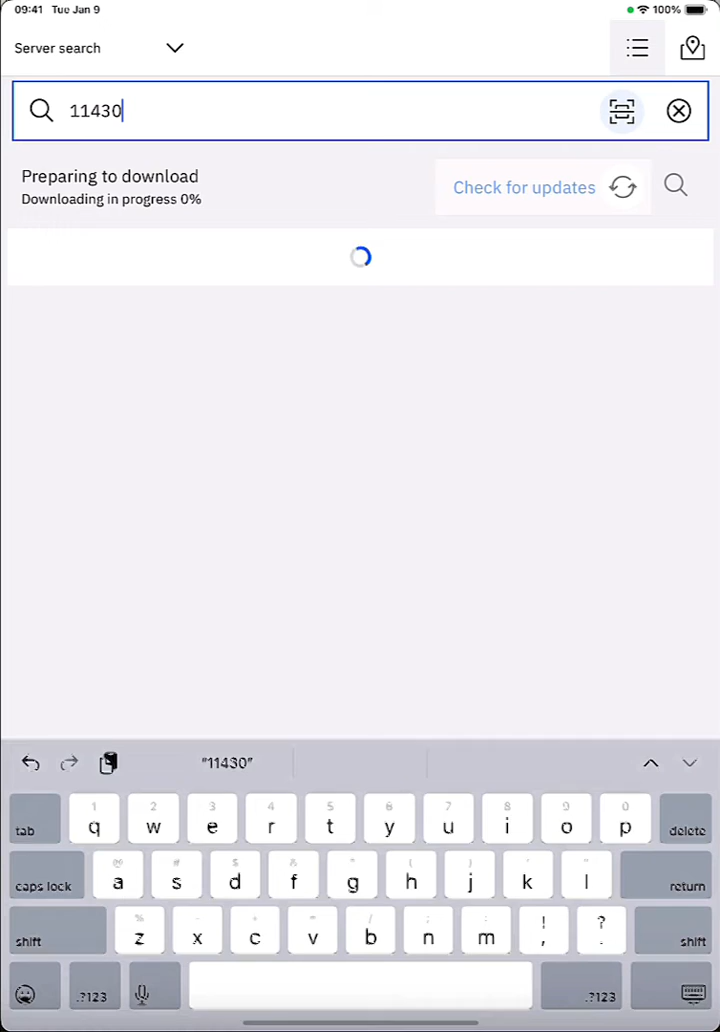 09:41 Tue Jan 9
100%
Server search
11430
Preparing to download
Downloading in progress 0%
Check for updates
"11430"
1 2 3 4 5 6 7 8 9 0
tab q w e r t y u i o p delete
@ # $ & * ( ) ' "
caps lock a s d f g h j k l return
% - + = / ; : ! ?
shift z x c v b n m , . shift
.?123 .?123